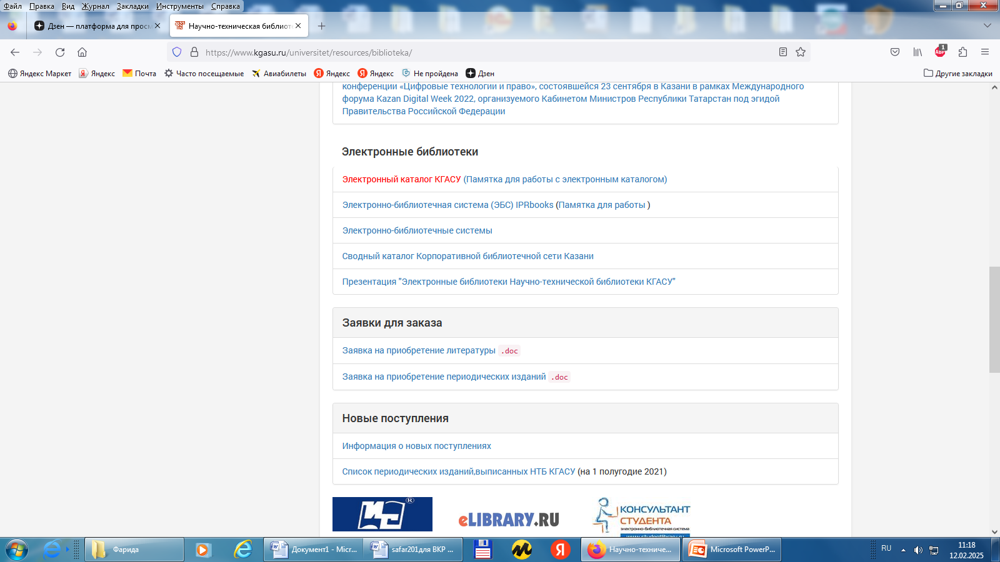 Файл Правка Вид Журнал Закладки Инструменты Справка
Дзен — платформа для просм
Научно-техническая библиоте
https://www.kgasu.ru/universitet/resources/biblioteka/
ABP 1
Яндекс Маркет Яндекс Почта Часто посещаемые Авиабилеты Яндекс Яндекс Не пройдена Дзен Другие закладки
конференции «Цифровые технологии и право», состоявшейся 23 сентября в Казани в рамках Международного
форума Kazan Digital Week 2022, организуемого Кабинетом Министров Республики Татарстан под эгидой
Правительства Российской Федерации
Электронные библиотеки
Электронный каталог КГАСУ (Памятка для работы с электронным каталогом)
Электронно-библиотечная система (ЭБС) IPRbooks (Памятка для работы )
Электронно-библиотечные системы
Сводный каталог Корпоративной библиотечной сети Казани
Презентация "Электронные библиотеки Научно-технической библиотеки КГАСУ"
Заявки для заказа
Заявка на приобретение литературы .doc
Заявка на приобретение периодических изданий .doc
Новые поступления
Информация о новых поступлениях
Список периодических изданий,выписанных НТБ КГАСУ (на 1 полугодие 2021)
eLIBRARY.RU
КОНСУЛЬТАНТ
СТУДЕНТА
электронно-библиотечная система
www.studentlibrary.ru
Фарида
Документ1 - Micr...
safar201для ВКР ...
Научно-техниче...
Microsoft PowerP...
RU
11:18
12.02.2025